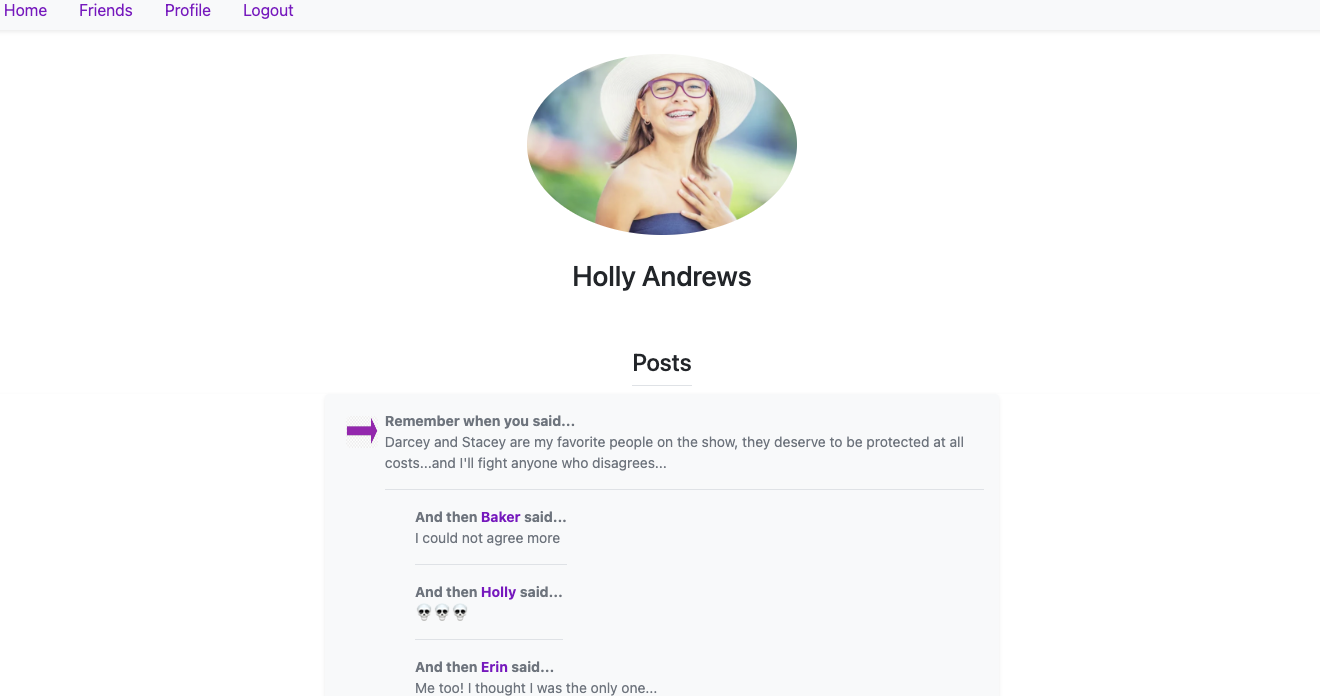 Home Friends Profile Logout
Holly Andrews
Posts
Remember when you said...
Darcey and Stacey are my favorite people on the show, they deserve to be protected at all
costs...and I'll fight anyone who disagrees...
And then Baker said...
I could not agree more
And then Holly said...
💀💀💀
And then Erin said...
Me too! I thought I was the only one...